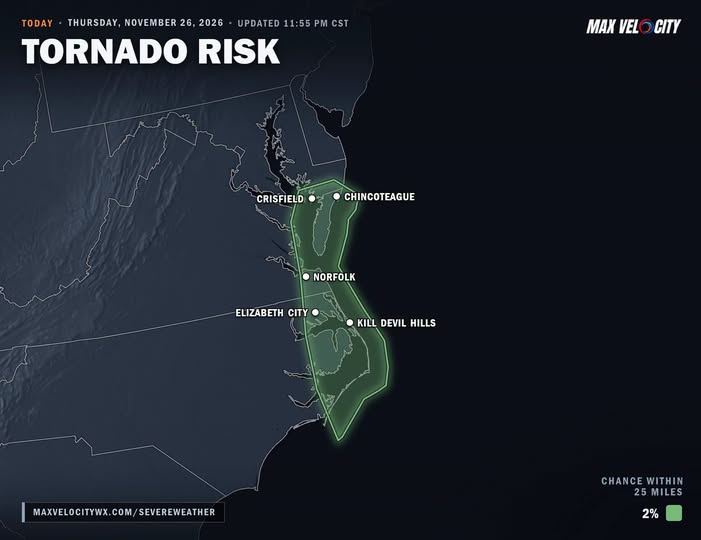 TODAY • THURSDAY, NOVEMBER 26, 2026 • UPDATED 11:55 PM CST
MAX VELOCITY
TORNADO RISK
CRISFIELD
CHINCOTEAGUE
NORFOLK
ELIZABETH CITY
KILL DEVIL HILLS
CHANCE WITHIN
25 MILES
2%
MAXVELOCITYWX.COM/SEVEREWEATHER